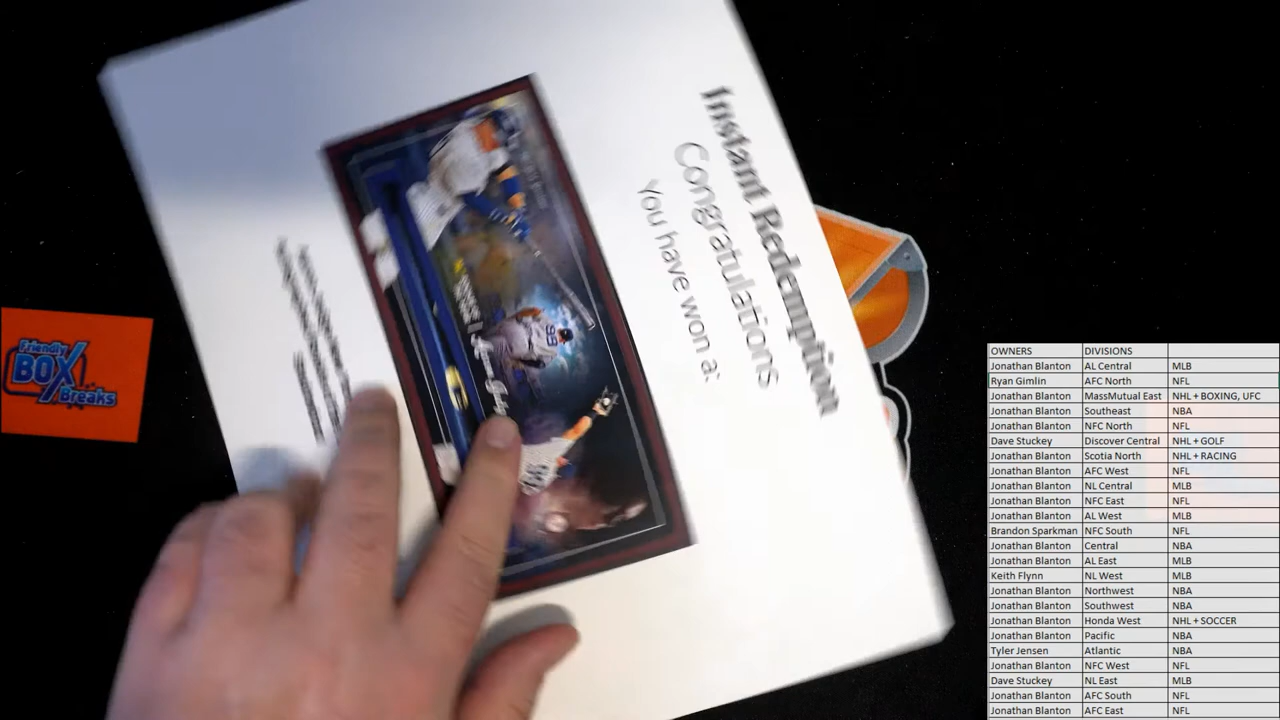 Instant Redemption
Congratulations
You have won a:
Friendly
BOX
Breaks
OWNERS DIVISIONS
Jonathan Blanton AL Central MLB
Ryan Gimlin AFC North NFL
Jonathan Blanton MassMutual East NHL + BOXING, UFC
Jonathan Blanton Southeast NBA
Jonathan Blanton NFC North NFL
Dave Stuckey Discover Central NHL + GOLF
Jonathan Blanton Scotia North NHL + RACING
Jonathan Blanton AFC West NFL
Jonathan Blanton NL Central MLB
Jonathan Blanton NFC East NFL
Jonathan Blanton AL West MLB
Brandon Sparkman NFC South NFL
Jonathan Blanton Central NBA
Jonathan Blanton AL East MLB
Keith Flynn NL West MLB
Jonathan Blanton Northwest NBA
Jonathan Blanton Southwest NBA
Jonathan Blanton Honda West NHL + SOCCER
Jonathan Blanton Pacific NBA
Tyler Jensen Atlantic NBA
Jonathan Blanton NFC West NFL
Dave Stuckey NL East MLB
Jonathan Blanton AFC South NFL
Jonathan Blanton AFC East NFL